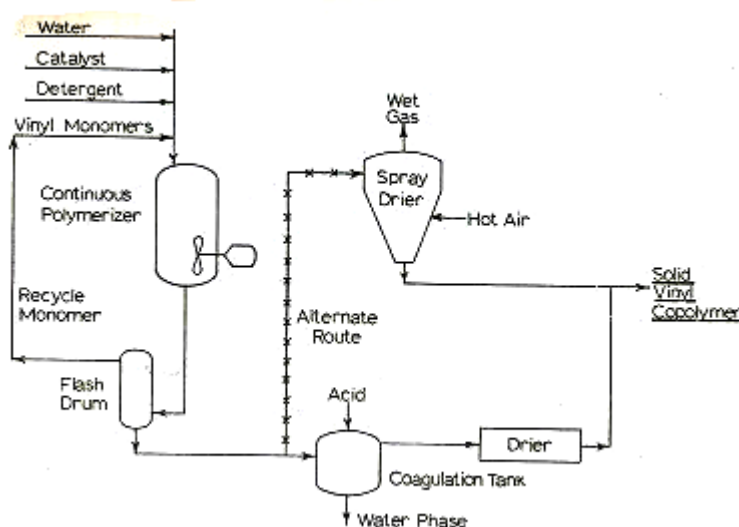 Water
Catalyst
Detergent
Vinyl Monomers
Continuous
Polymerizer
Recycle
Monomer
Flash
Drum
Wet
Gas
Spray
Drier
Hot Air
Solid
Vinyl
Copolymer
Alternate
Route
Acid
Drier
Coagulation Tank
Water Phase